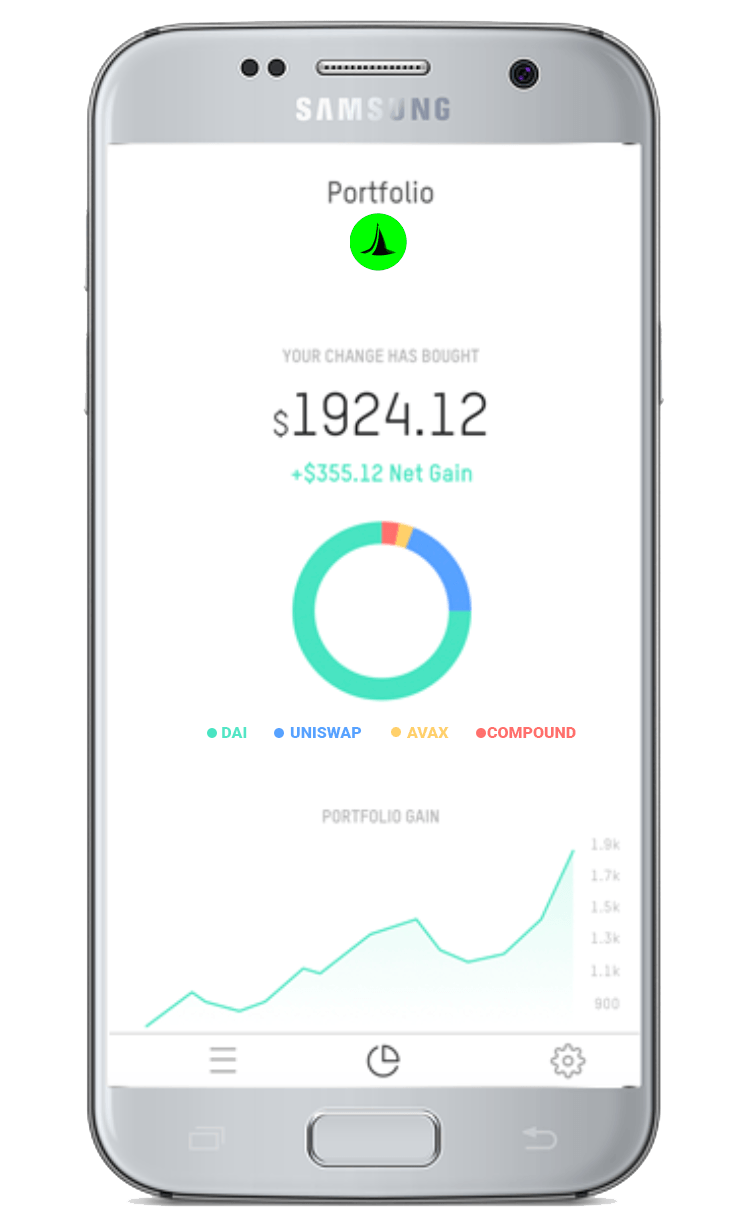 SAMSUNG
Portfolio
YOUR CHANGE HAS BOUGHT
$1924.12
+$355.12 Net Gain
DAI UNISWAP AVAX COMPOUND
PORTFOLIO GAIN
1.9k
1.7k
1.5k
1.3k
1.1k
900